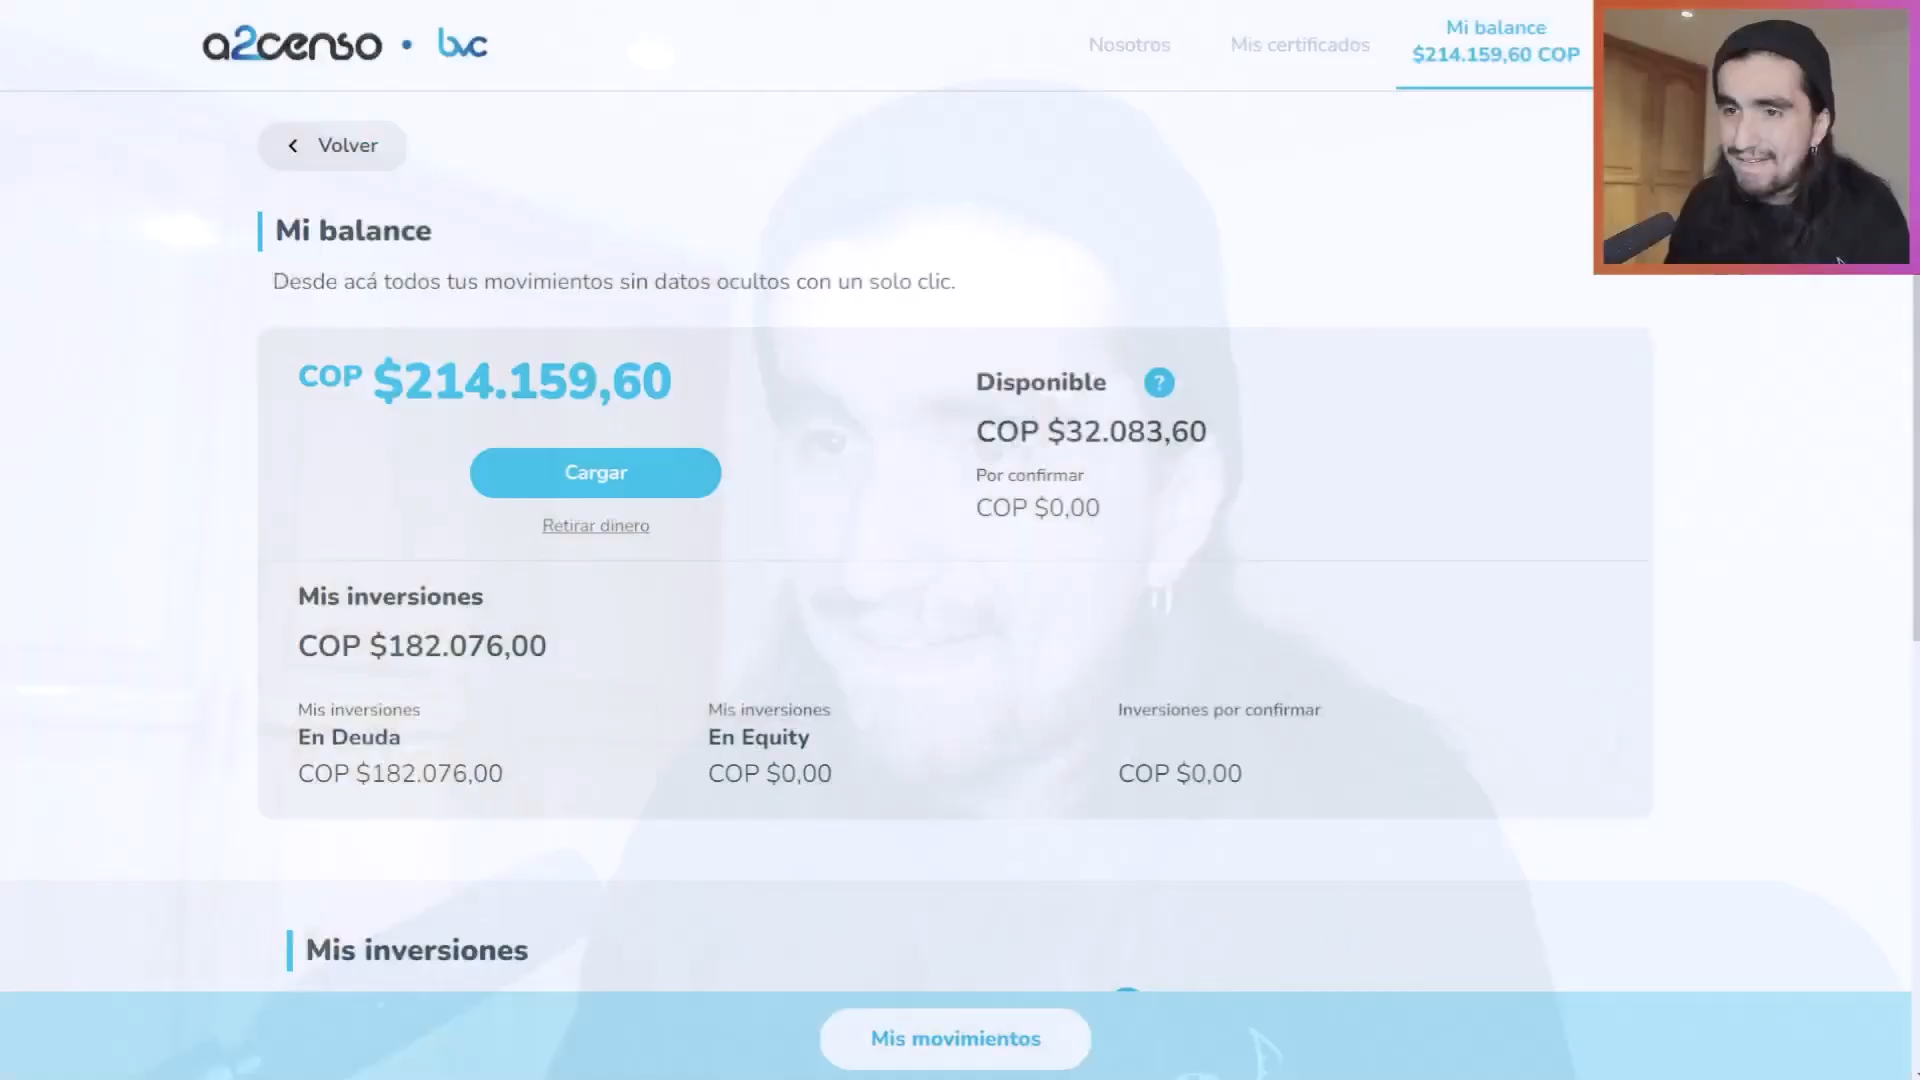 a2censo • bvc
Nosotros
Mis certificados
Mi balance
$214.159,60 COP
Volver
Mi balance
Desde acá todos tus movimientos sin datos ocultos con un solo clic.
COP $214.159,60
Cargar
Retirar dinero
Disponible ?
COP $32.083,60
Por confirmar
COP $0,00
Mis inversiones
COP $182.076,00
Mis inversiones
En Deuda
COP $182.076,00
Mis inversiones
En Equity
COP $0,00
Inversiones por confirmar
COP $0,00
Mis inversiones
Mis movimientos